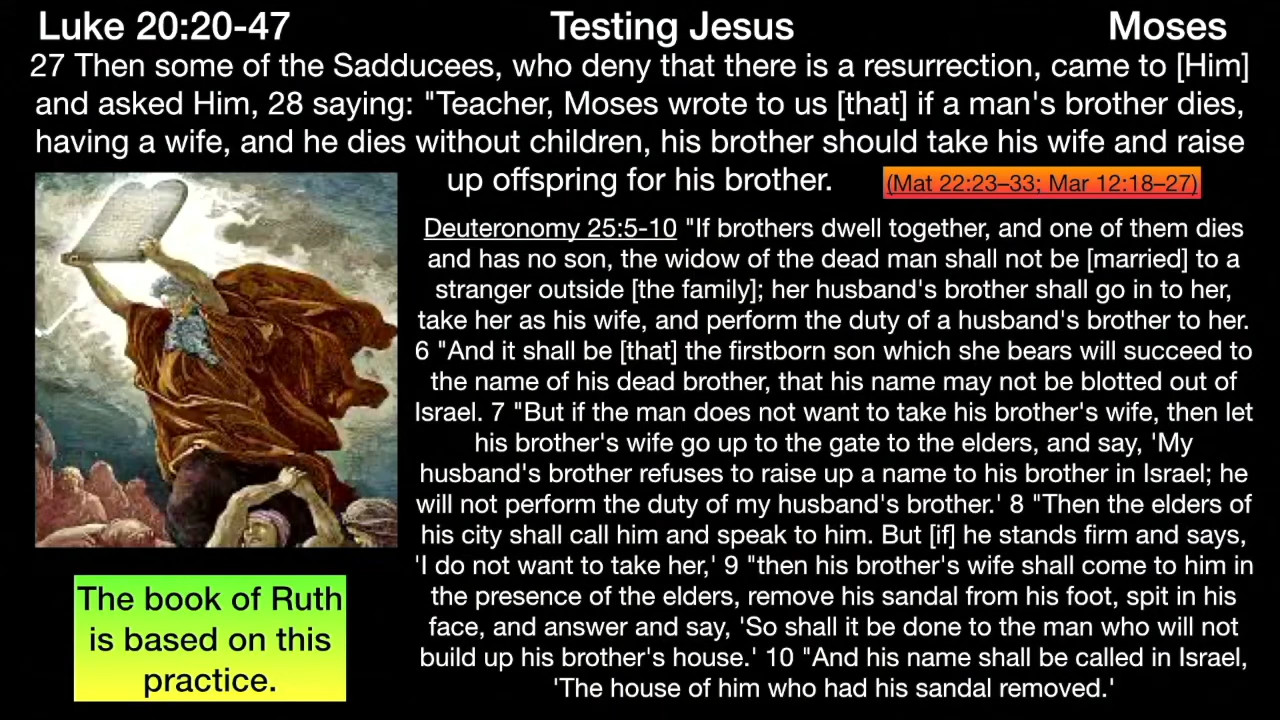 Luke 20:20-47 Testing Jesus Moses
27 Then some of the Sadducees, who deny that there is a resurrection, came to [Him]
and asked Him, 28 saying: "Teacher, Moses wrote to us [that] if a man's brother dies,
having a wife, and he dies without children, his brother should take his wife and raise
up offspring for his brother. (Mat 22:23–33; Mar 12:18–27)
Deuteronomy 25:5-10 "If brothers dwell together, and one of them dies
and has no son, the widow of the dead man shall not be [married] to a
stranger outside [the family]; her husband's brother shall go in to her,
take her as his wife, and perform the duty of a husband's brother to her.
6 "And it shall be [that] the firstborn son which she bears will succeed to
the name of his dead brother, that his name may not be blotted out of
Israel. 7 "But if the man does not want to take his brother's wife, then let
his brother's wife go up to the gate to the elders, and say, 'My
husband's brother refuses to raise up a name to his brother in Israel; he
will not perform the duty of my husband's brother.' 8 "Then the elders of
his city shall call him and speak to him. But [if] he stands firm and says,
'I do not want to take her,' 9 "then his brother's wife shall come to him in
the presence of the elders, remove his sandal from his foot, spit in his
face, and answer and say, 'So shall it be done to the man who will not
build up his brother's house.' 10 "And his name shall be called in Israel,
'The house of him who had his sandal removed.'
The book of Ruth
is based on this
practice.